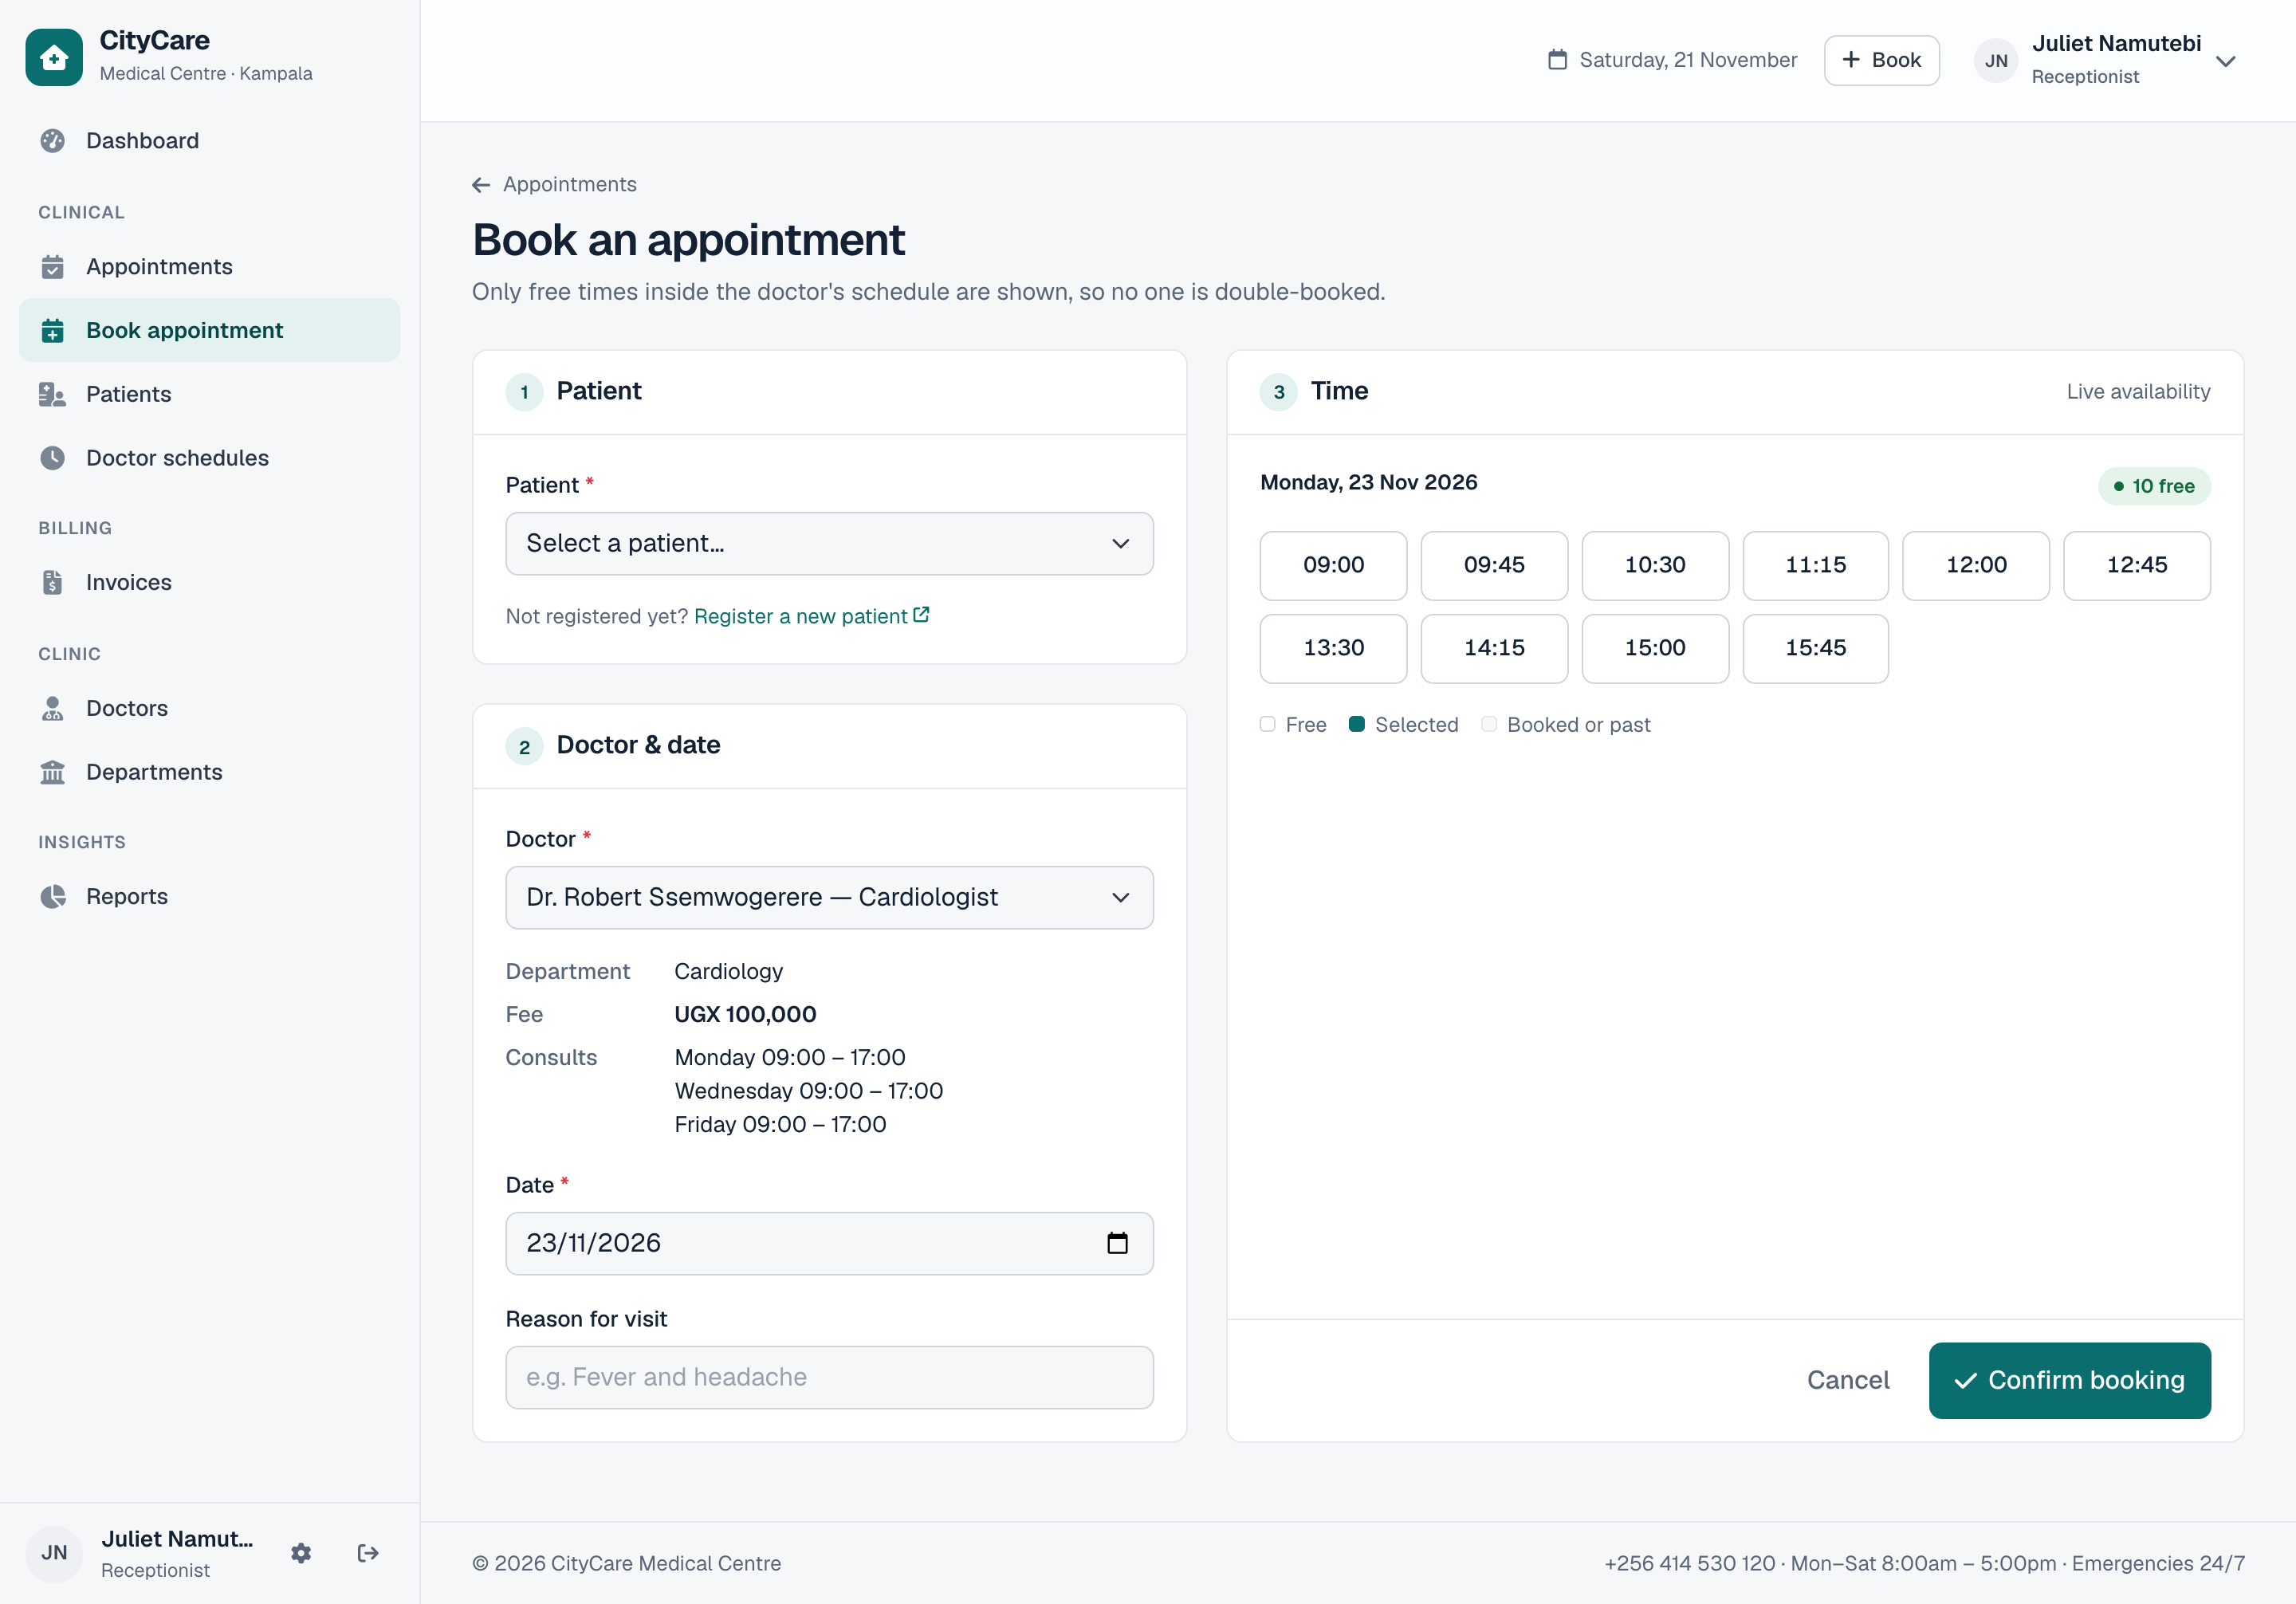 CityCare
Medical Centre · Kampala
Dashboard
CLINICAL
Appointments
Book appointment
Patients
Doctor schedules
BILLING
Invoices
CLINIC
Doctors
Departments
INSIGHTS
Reports
JN
Juliet Namut...
Receptionist
Saturday, 21 November
Book
JN
Juliet Namutebi
Receptionist
Appointments
Book an appointment
Only free times inside the doctor's schedule are shown, so no one is double-booked.
1 Patient
Patient *
Select a patient...
Not registered yet? Register a new patient
2 Doctor & date
Doctor *
Dr. Robert Ssemwogerere — Cardiologist
Department Cardiology
Fee UGX 100,000
Consults Monday 09:00 – 17:00
Wednesday 09:00 – 17:00
Friday 09:00 – 17:00
Date *
23/11/2026
Reason for visit
e.g. Fever and headache
3 Time Live availability
Monday, 23 Nov 2026 10 free
09:00 09:45 10:30 11:15 12:00 12:45
13:30 14:15 15:00 15:45
Free Selected Booked or past
Cancel Confirm booking
© 2026 CityCare Medical Centre
+256 414 530 120 · Mon–Sat 8:00am – 5:00pm · Emergencies 24/7